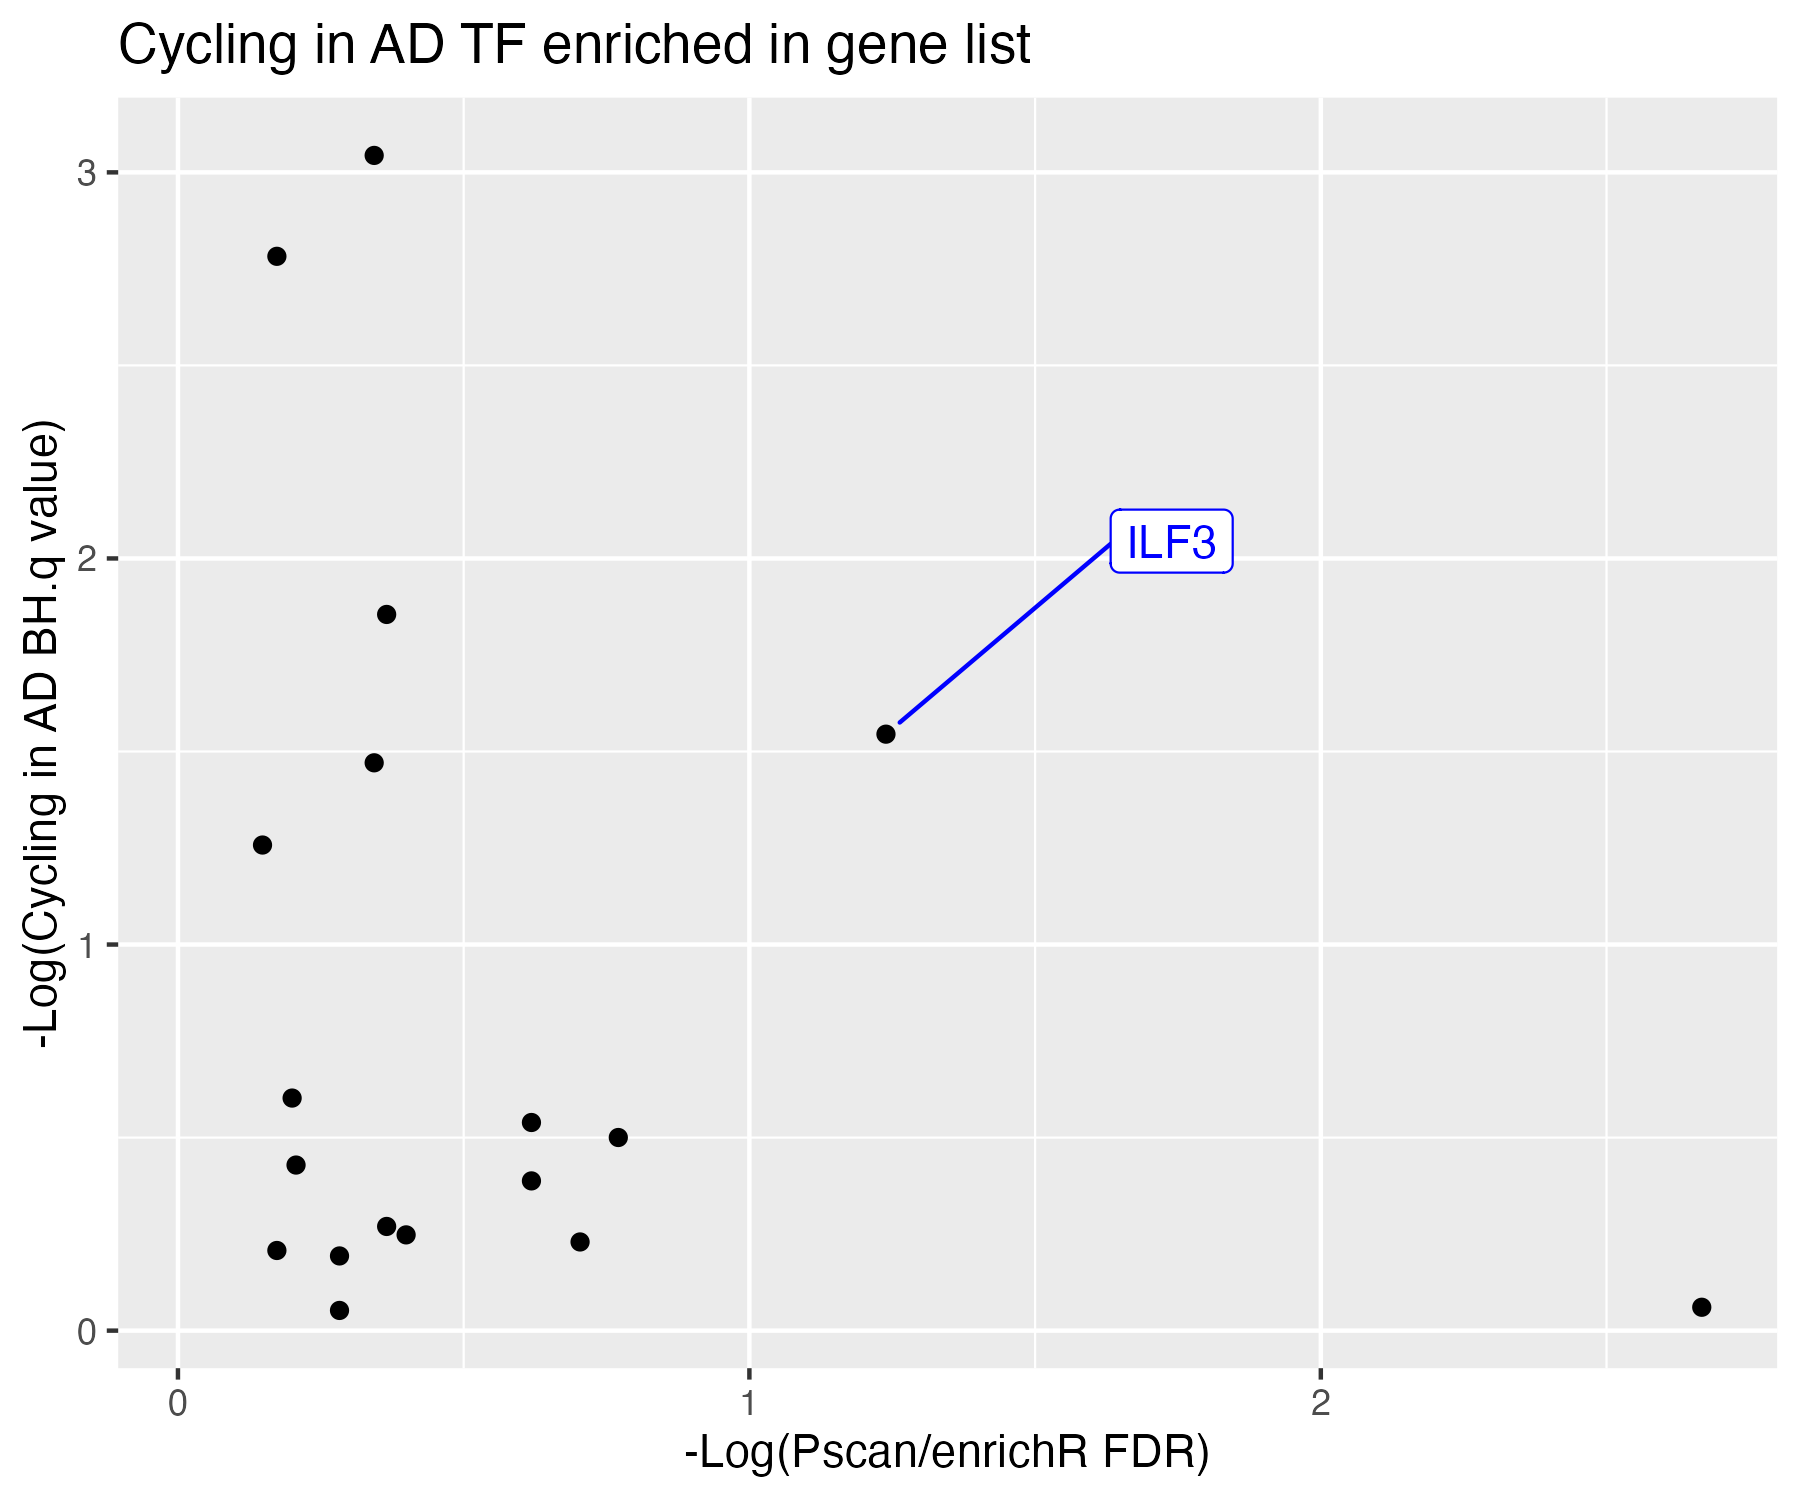 Cycling in AD TF enriched in gene list
-Log(Cycling in AD BH.q value)
3
2
1
0
ILF3
0 1 2
-Log(Pscan/enrichR FDR)